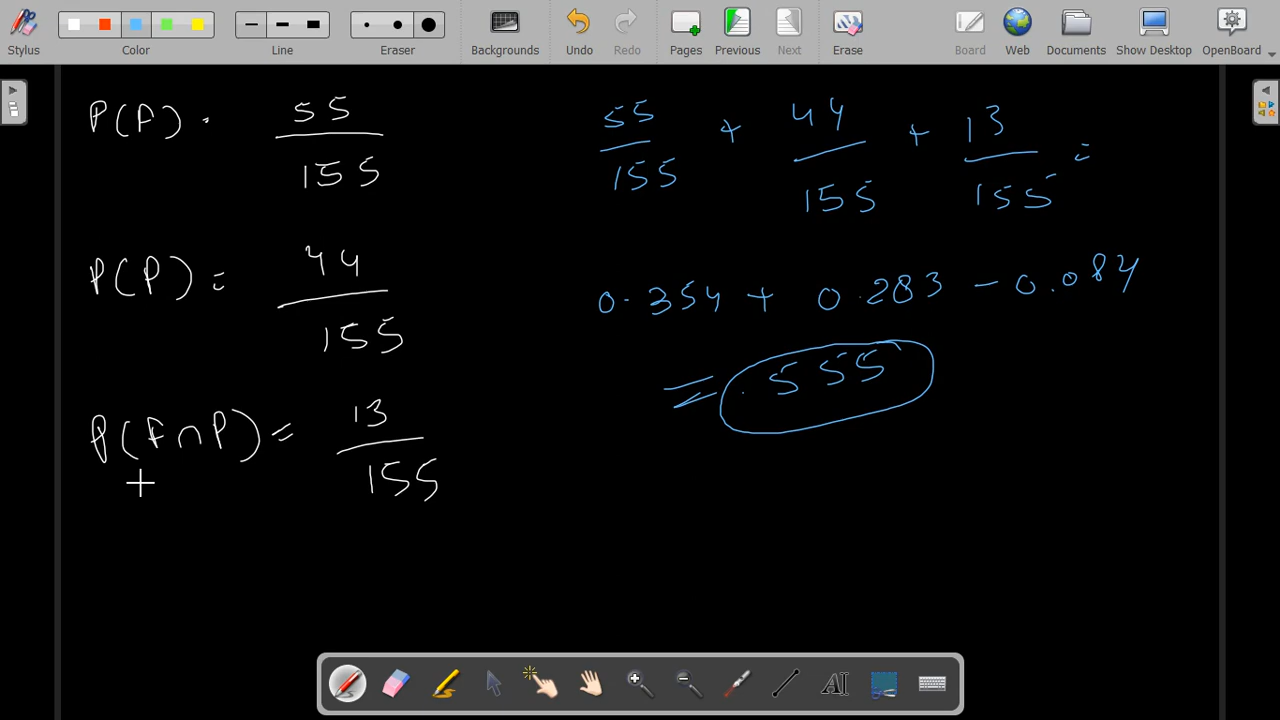 Stylus Color Line Eraser Backgrounds Undo Redo Pages Previous Next Erase Board Web Documents Show Desktop OpenBoard
P(F) . 55/155
P(P) = 44/155
P(F∩P) = 13/155
55/155 + 44/155 + 13/155 =
0.354 + 0.283 - 0.084
= .555